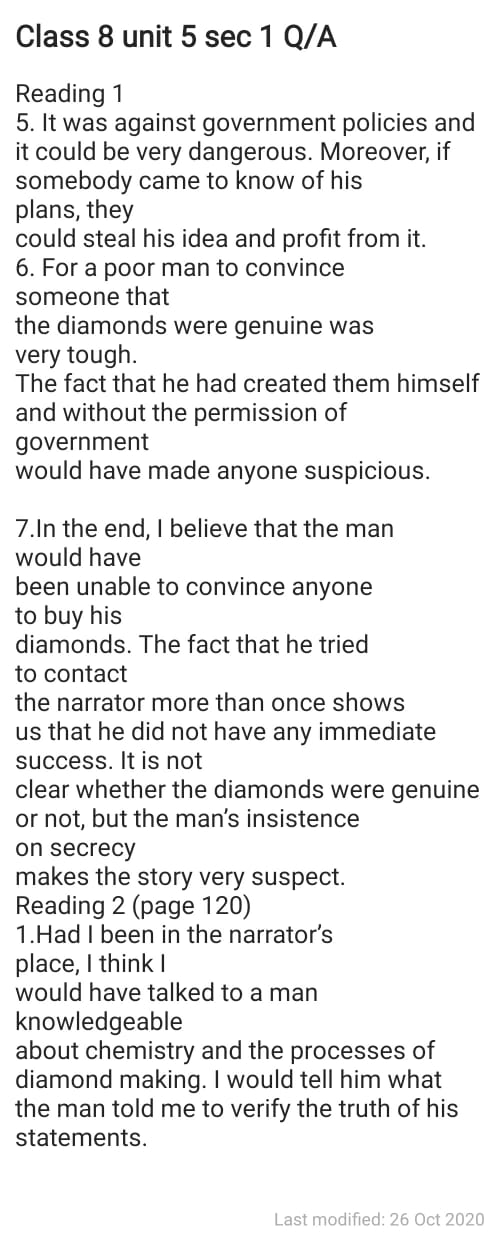 Class 8 unit 5 sec 1 Q/A
Reading 1
5. It was against government policies and
it could be very dangerous. Moreover, if
somebody came to know of his
plans, they
could steal his idea and profit from it.
6. For a poor man to convince
someone that
the diamonds were genuine was
very tough.
The fact that he had created them himself
and without the permission of
government
would have made anyone suspicious.
7.In the end, I believe that the man
would have
been unable to convince anyone
to buy his
diamonds. The fact that he tried
to contact
the narrator more than once shows
us that he did not have any immediate
success. It is not
clear whether the diamonds were genuine
or not, but the man’s insistence
on secrecy
makes the story very suspect.
Reading 2 (page 120)
1.Had I been in the narrator’s
place, I think I
would have talked to a man
knowledgeable
about chemistry and the processes of
diamond making. I would tell him what
the man told me to verify the truth of his
statements.
Last modified: 26 Oct 2020